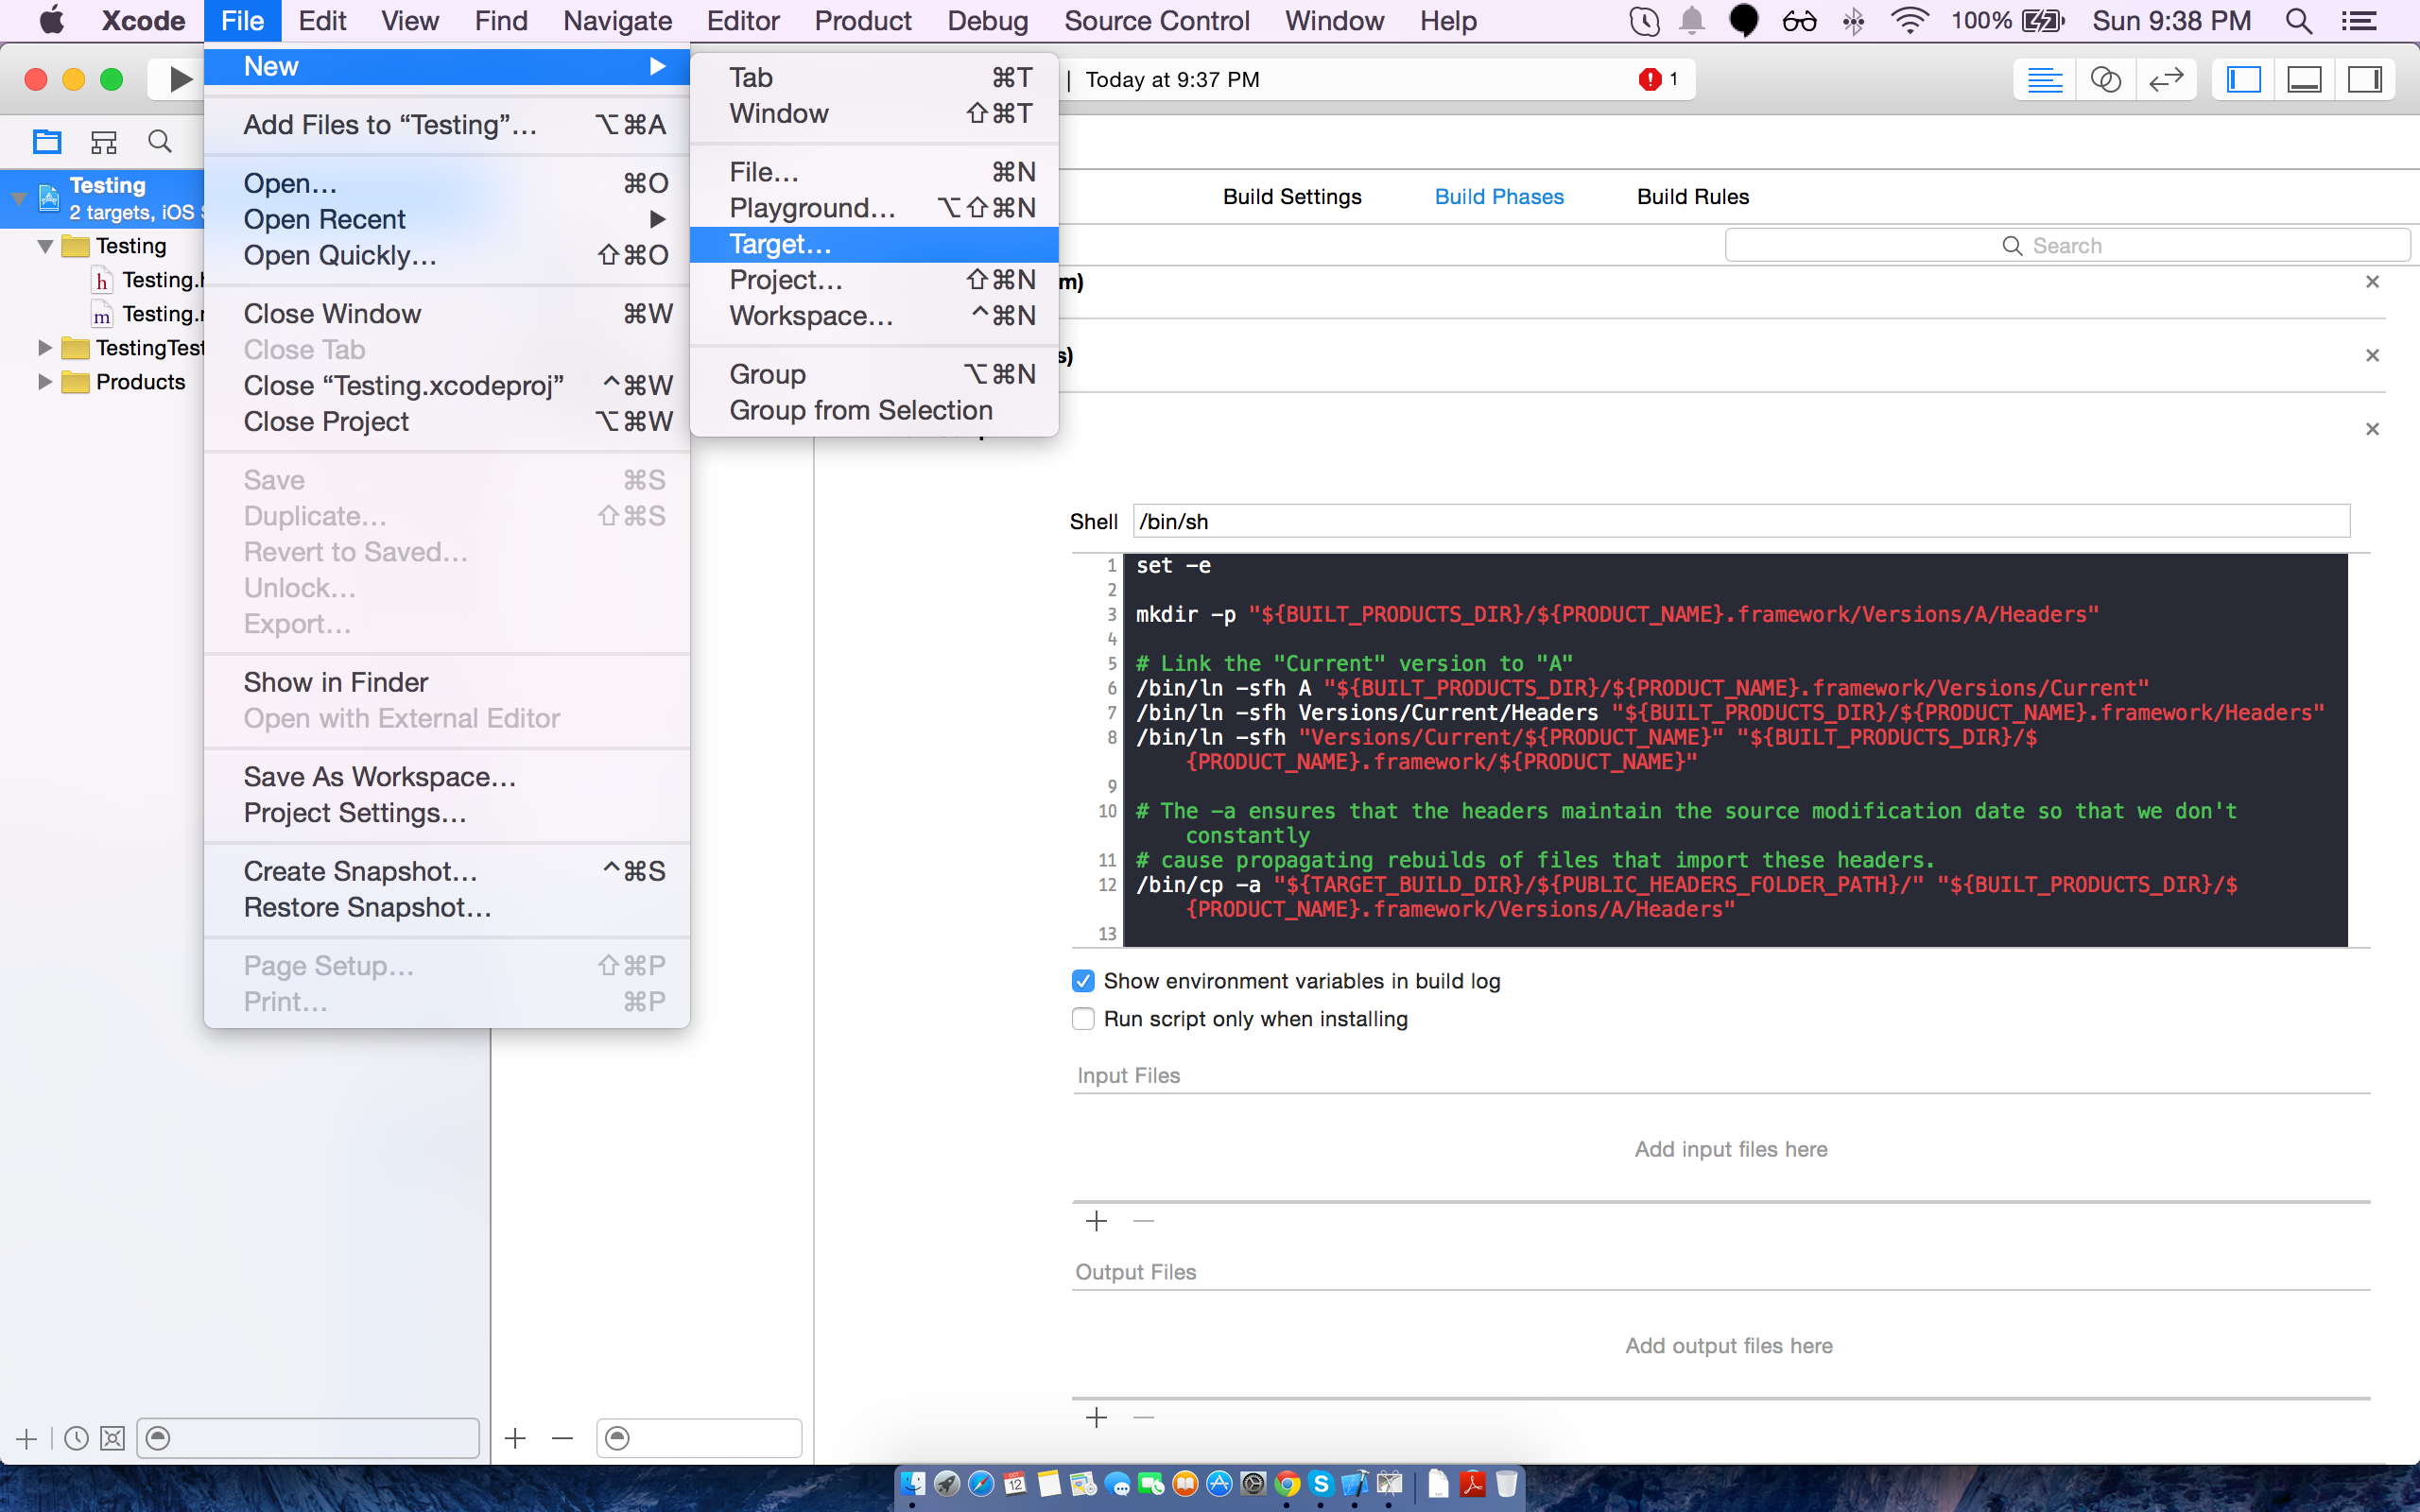 Xcode File Edit View Find Navigate Editor Product Debug Source Control Window Help 100% Sun 9:38 PM
New
Add Files to “Testing”… ⌥⌘A
Open… ⌘O
Open Recent
Open Quickly… ⇧⌘O
Close Window ⌘W
Close Tab
Close “Testing.xcodeproj” ^⌘W
Close Project ⌥⌘W
Save ⌘S
Duplicate… ⇧⌘S
Revert to Saved…
Unlock…
Export…
Show in Finder
Open with External Editor
Save As Workspace…
Project Settings…
Create Snapshot… ^⌘S
Restore Snapshot…
Page Setup… ⇧⌘P
Print… ⌘P
Tab ⌘T
Window ⇧⌘T
File… ⌘N
Playground… ⌥⇧⌘N
Target…
Project… ⇧⌘N
Workspace… ^⌘N
Group ⌥⌘N
Group from Selection
| Today at 9:37 PM
1
Testing
2 targets, iOS
Testing
h Testing.
m Testing.
TestingTest
Products
Build Settings Build Phases Build Rules
Search
m)
s)
Shell /bin/sh
1 set -e
2
3 mkdir -p "${BUILT_PRODUCTS_DIR}/${PRODUCT_NAME}.framework/Versions/A/Headers"
4
5 # Link the "Current" version to "A"
6 /bin/ln -sfh A "${BUILT_PRODUCTS_DIR}/${PRODUCT_NAME}.framework/Versions/Current"
7 /bin/ln -sfh Versions/Current/Headers "${BUILT_PRODUCTS_DIR}/${PRODUCT_NAME}.framework/Headers"
8 /bin/ln -sfh "Versions/Current/${PRODUCT_NAME}" "${BUILT_PRODUCTS_DIR}/$
{PRODUCT_NAME}.framework/${PRODUCT_NAME}"
9
10 # The -a ensures that the headers maintain the source modification date so that we don't
constantly
11 # cause propagating rebuilds of files that import these headers.
12 /bin/cp -a "${TARGET_BUILD_DIR}/${PUBLIC_HEADERS_FOLDER_PATH}/" "${BUILT_PRODUCTS_DIR}/$
{PRODUCT_NAME}.framework/Versions/A/Headers"
13
Show environment variables in build log
Run script only when installing
Input Files
Add input files here
Output Files
Add output files here
12